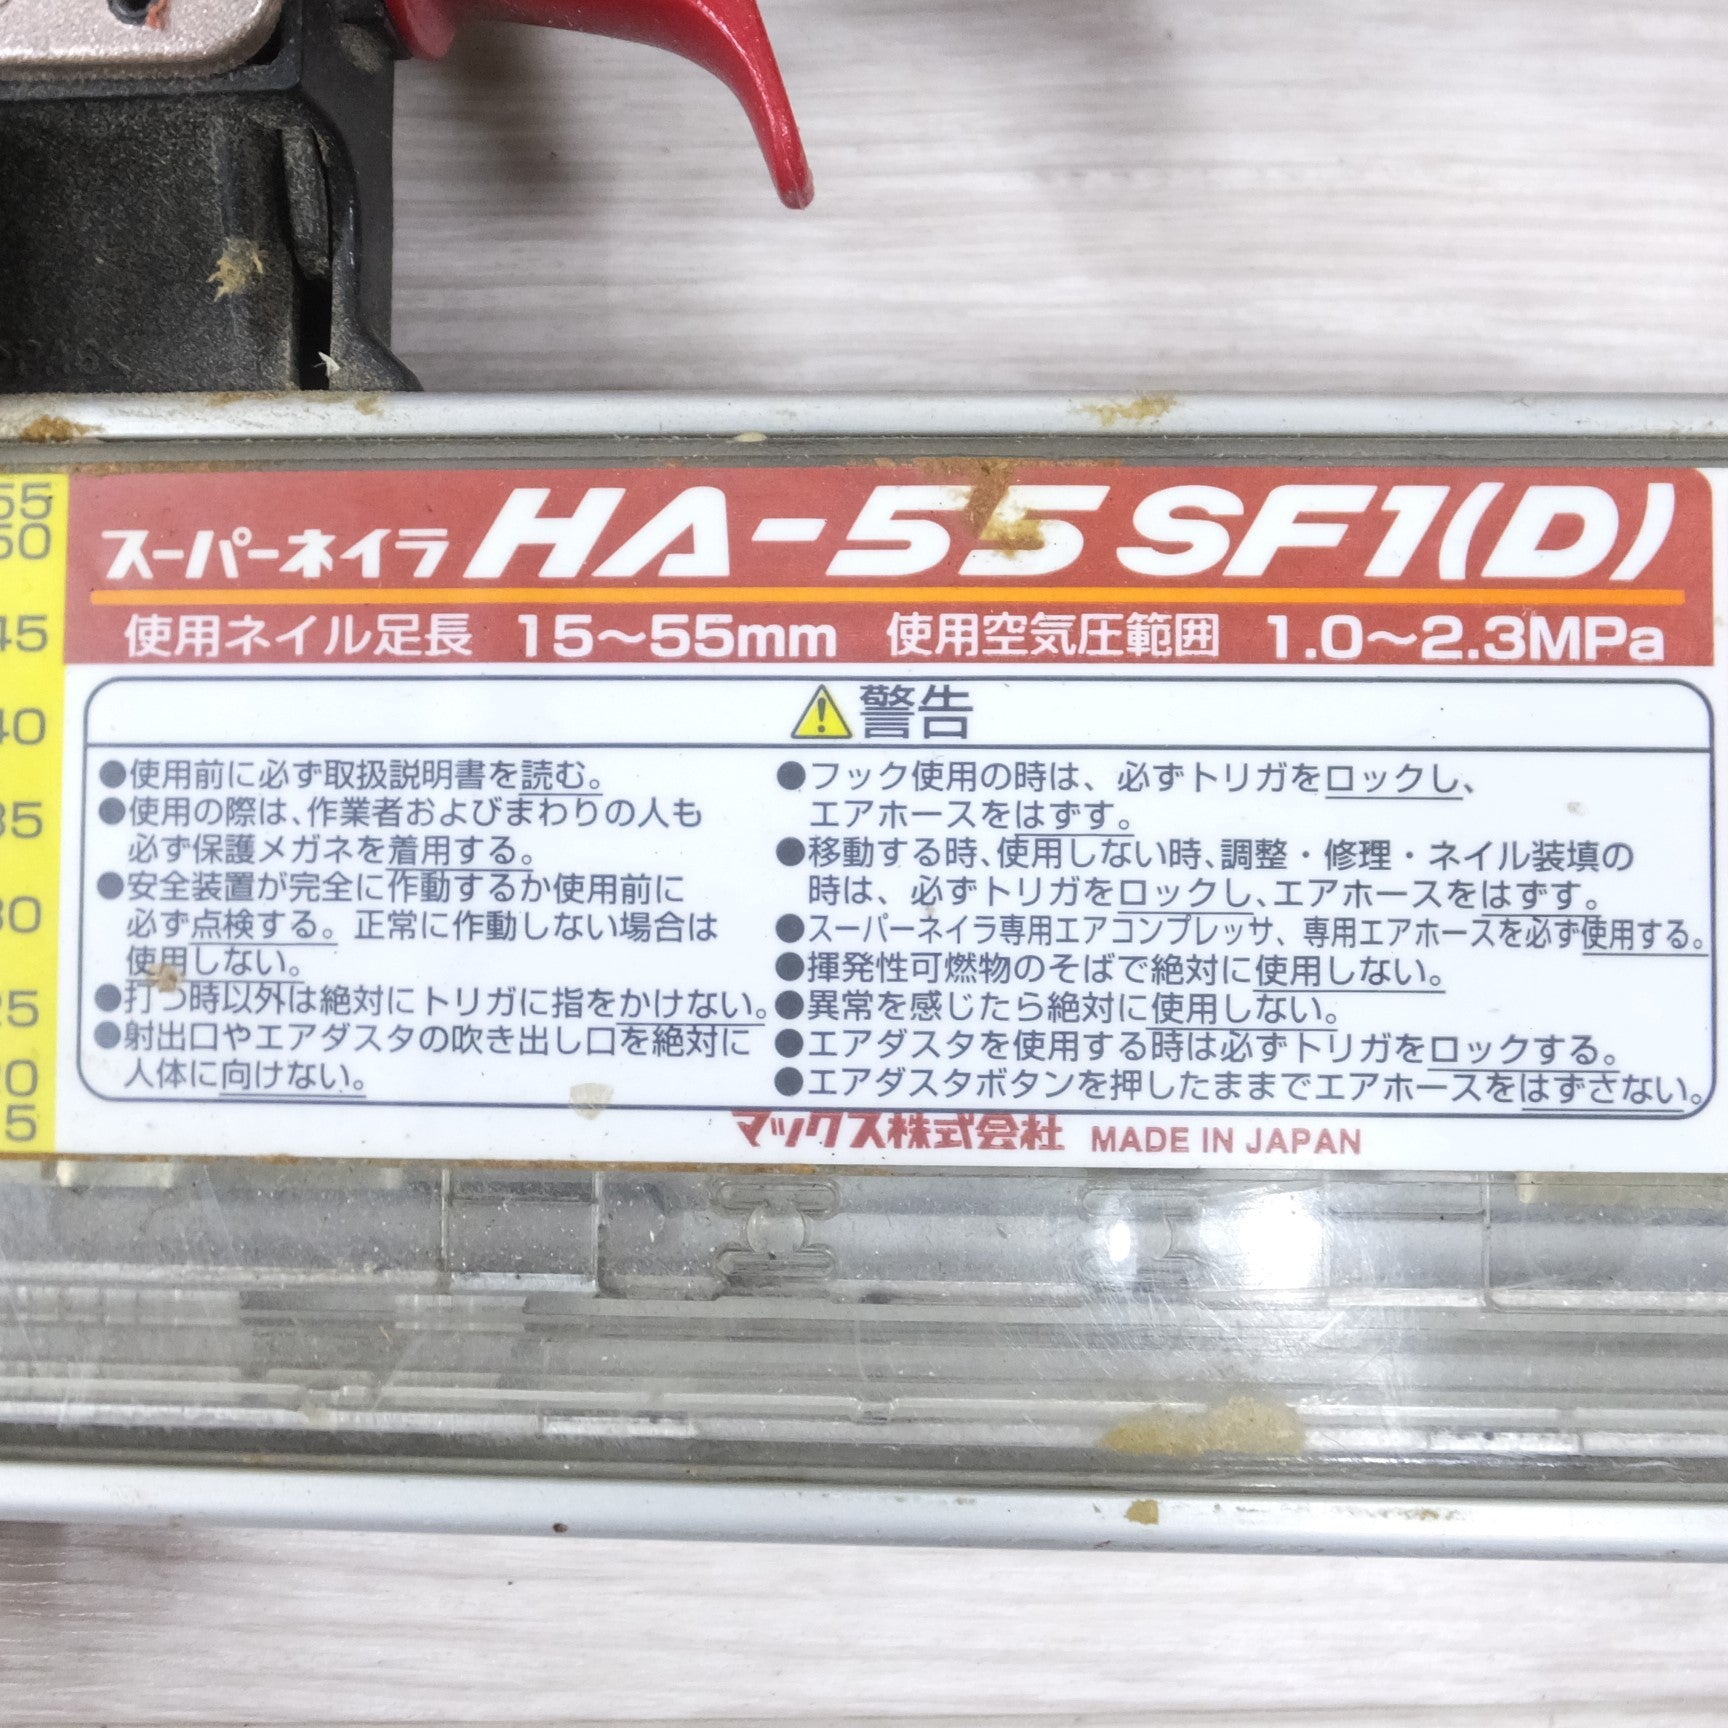 スーパーネイラ HA-55SF1(D)
使用ネイル足長 15～55mm 使用空気圧範囲 1.0～2.3MPa
55
50
45
40
35
30
25
20
15
警告
●使用前に必ず取扱説明書を読む。
●使用の際は、作業者およびまわりの人も
必ず保護メガネを着用する。
●安全装置が完全に作動するか使用前に
必ず点検する。正常に作動しない場合は
使用しない。
●打つ時以外は絶対にトリガに指をかけない。
●射出口やエアダスタの吹き出し口を絶対に
人体に向けない。
●フック使用の時は、必ずトリガをロックし、
エアホースをはずす。
●移動する時、使用しない時、調整・修理・ネイル装填の
時は、必ずトリガをロックし、エアホースをはずす。
●スーパーネイラ専用エアコンプレッサ、専用エアホースを必ず使用する。
●揮発性可燃物のそばで絶対に使用しない。
●異常を感じたら絶対に使用しない。
●エアダスタを使用する時は必ずトリガをロックする。
●エアダスタボタンを押したままでエアホースをはずさない。
マックス株式会社 MADE IN JAPAN